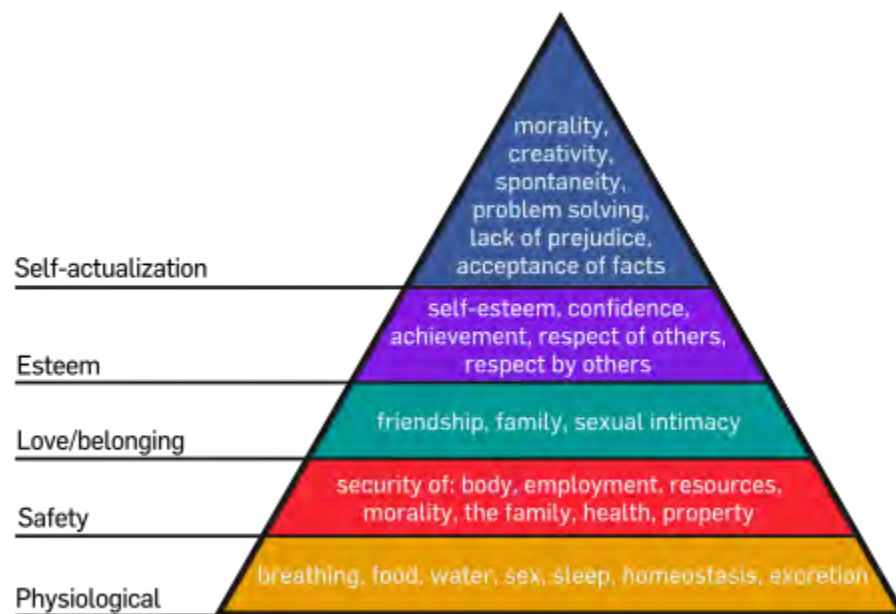 morality,
creativity,
spontaneity,
problem solving,
lack of prejudice,
acceptance of facts
Self-actualization
self-esteem, confidence,
achievement, respect of others,
respect by others
Esteem
friendship, family, sexual intimacy
Love/belonging
security of: body, employment, resources,
morality, the family, health, property
Safety
breathing, food, water, sex, sleep, homeostasis, excretion
Physiological